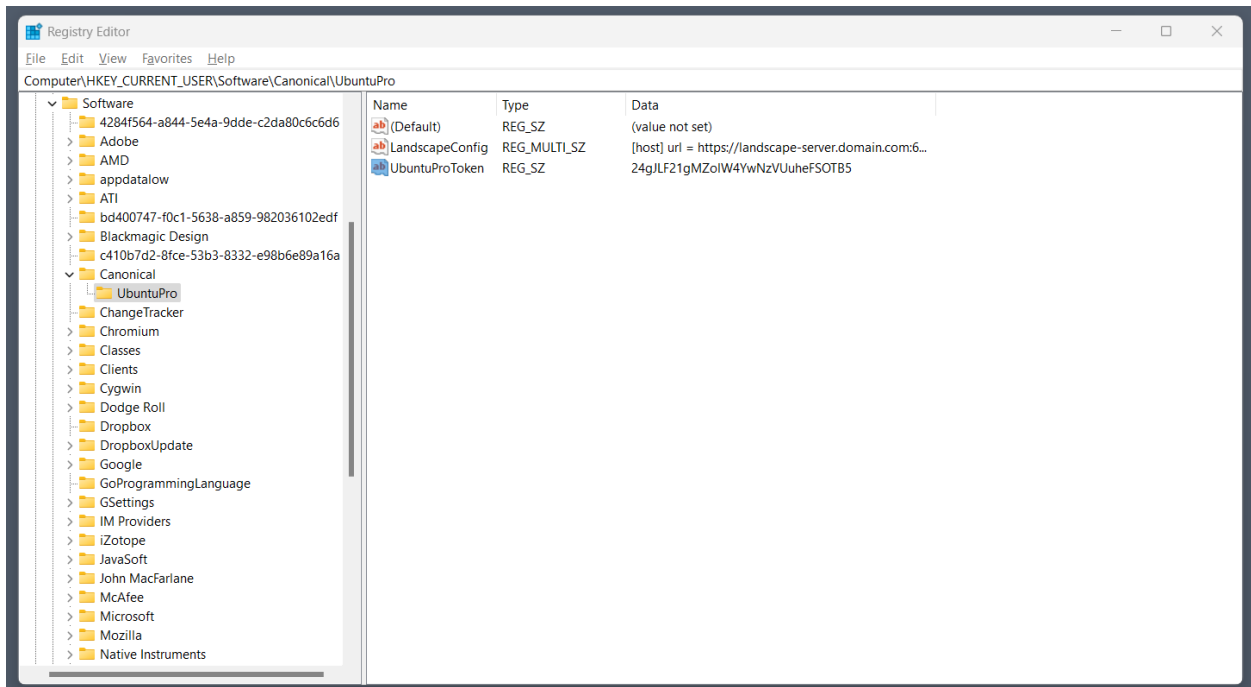 Registry Editor
File Edit View Favorites Help
Computer\HKEY_CURRENT_USER\Software\Canonical\UbuntuPro
Software
4284f564-a844-5e4a-9dde-c2da80c6c6d6
Adobe
AMD
appdatalow
ATI
bd400747-f0c1-5638-a859-982036102edf
Blackmagic Design
c410b7d2-8fce-53b3-8332-e98b6e89a16a
Canonical
UbuntuPro
ChangeTracker
Chromium
Classes
Clients
Cygwin
Dodge Roll
Dropbox
DropboxUpdate
Google
GoProgrammingLanguage
GSettings
IM Providers
iZotope
JavaSoft
John MacFarlane
McAfee
Microsoft
Mozilla
Native Instruments
Name Type Data
ab (Default) REG_SZ (value not set)
ab LandscapeConfig REG_MULTI_SZ [host] url = https://landscape-server.domain.com:6...
ab UbuntuProToken REG_SZ 24gJLF21gMZoIW4YwNzVUuheFSOTB5